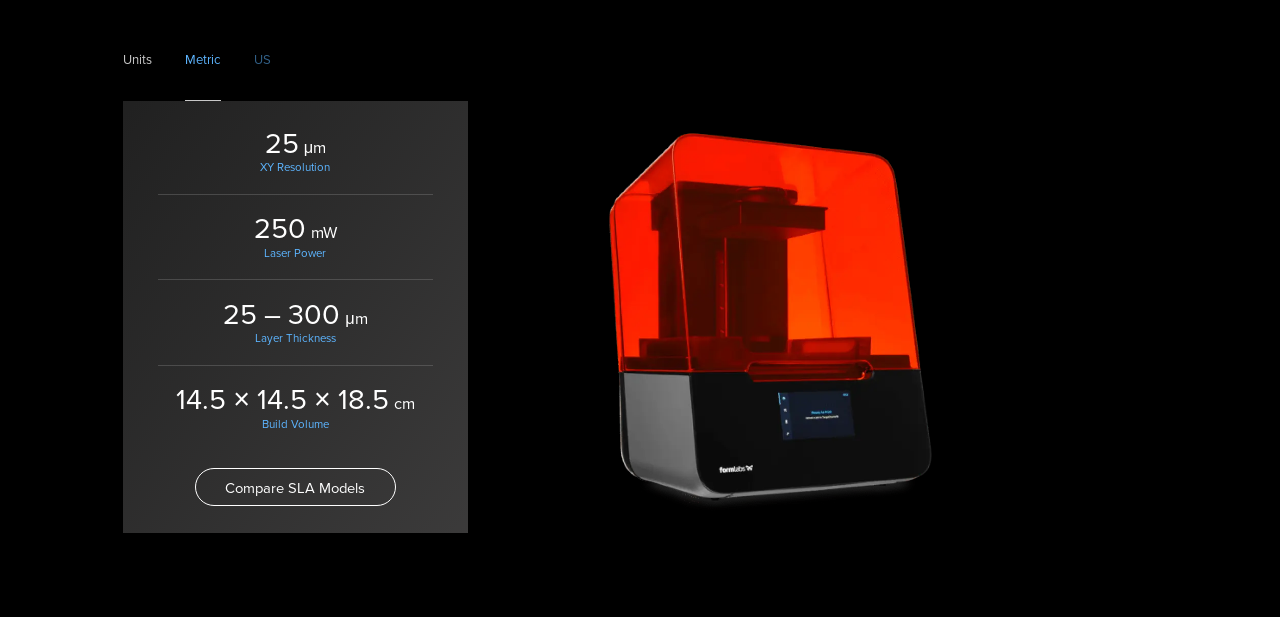 Units Metric US
25 µm
XY Resolution
250 mW
Laser Power
25 – 300 µm
Layer Thickness
14.5 × 14.5 × 18.5 cm
Build Volume
Compare SLA Models
formlabs